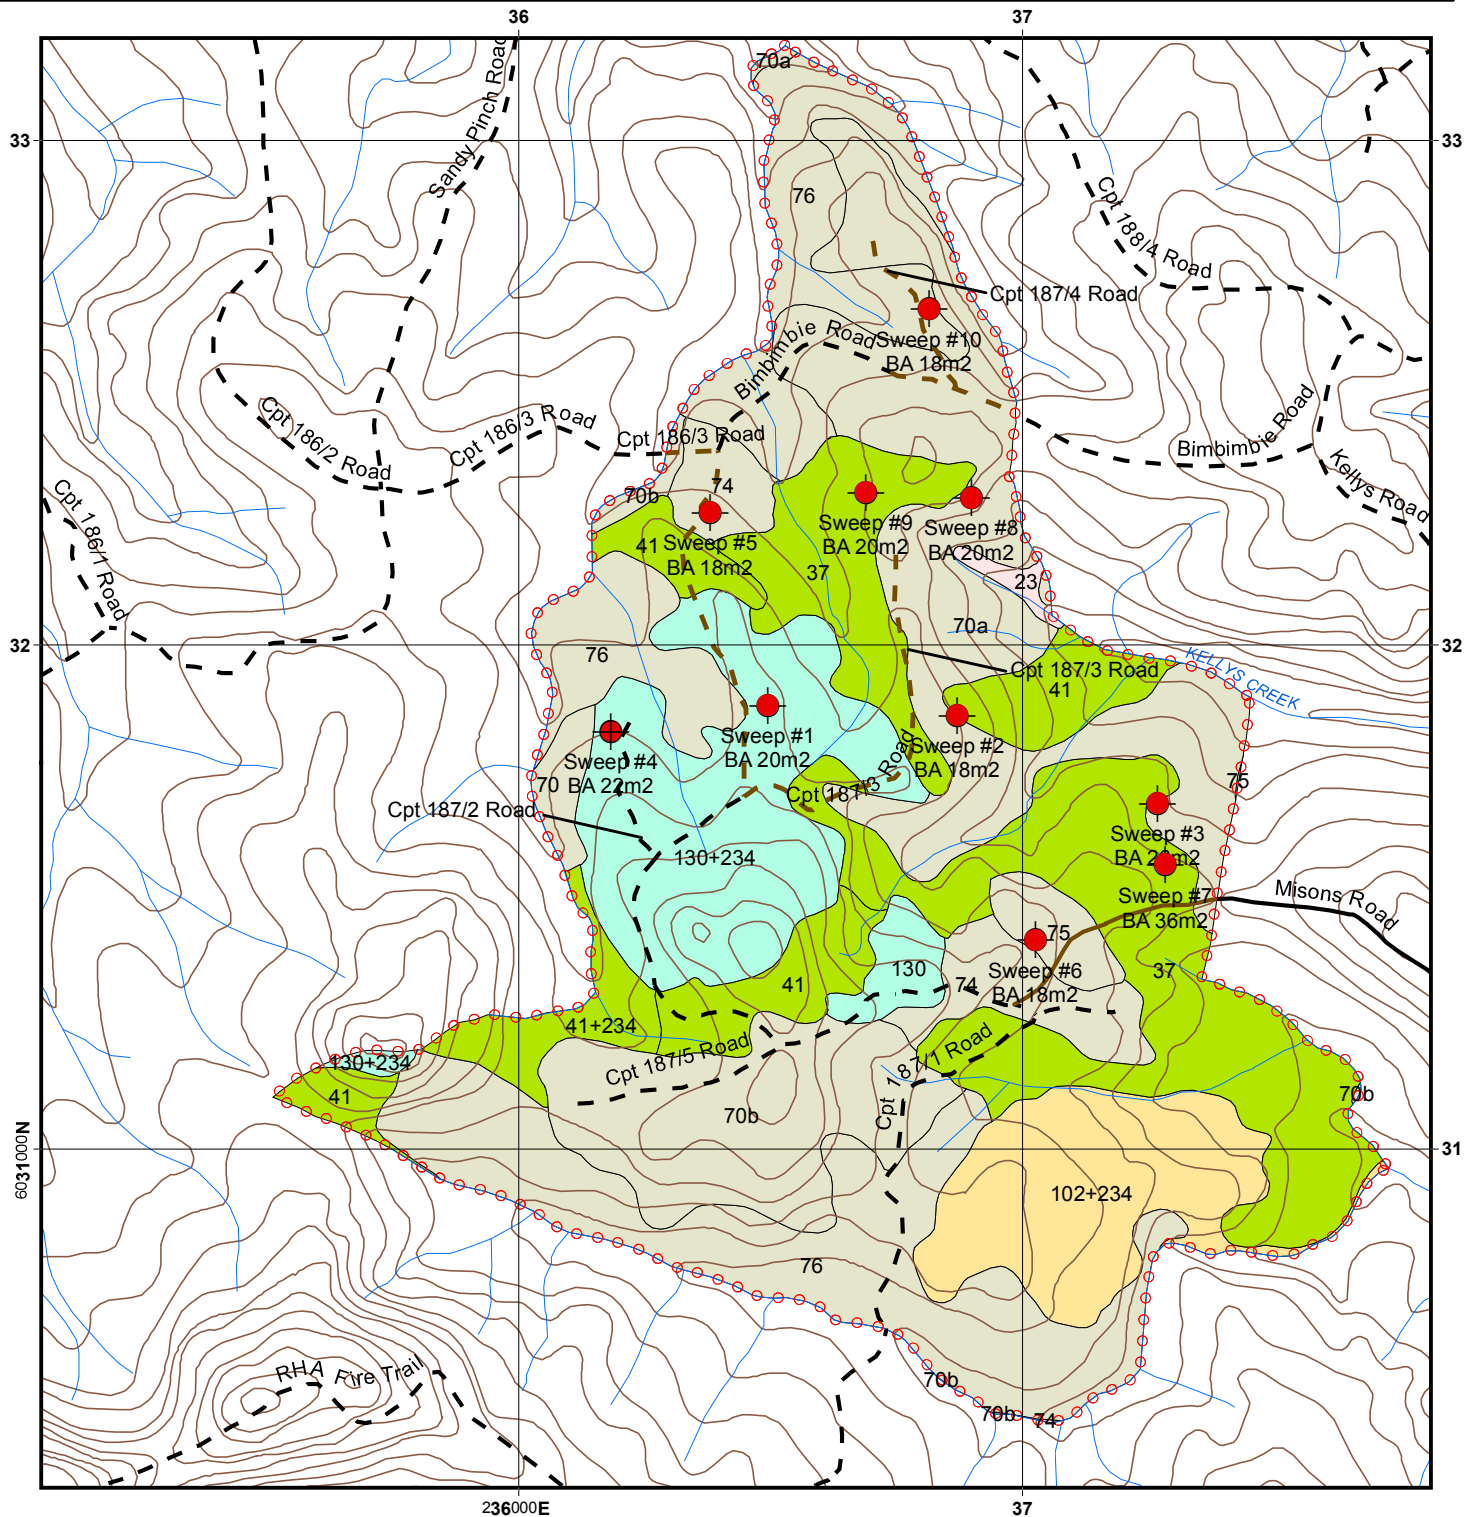 36
37
70a
33
33
Sandy Pinch Road
76
Cpt 188/4 Road
Cpt 187/4 Road
Bimbimbie Road
Sweep #10
BA 18m2
Cpt 186/2 Road
Cpt 186/3 Road
Cpt 186/3 Road
Bimbimbie Road
Kellys Road
Cpt 186/1 Road
70b
74
Sweep #9
BA 20m2
Sweep #8
BA 20m2
41
Sweep #5
BA 18m2
37
23
70a
32
32
76
Cpt 187/3 Road
41
KELLYS CREEK
Sweep #1
BA 20m2
Sweep #2
BA 18m2
Sweep #4
BA 22m2
70
75
Cpt 187/3 Road
Cpt 187/2 Road
Sweep #3
BA m2
130+234
Sweep #7
BA 36m2
Misons Road
75
130
74
Sweep #6
BA 18m2
37
41
41+234
Cpt 187/5 Road
Cpt 187/1 Road
130+234
41
70b
70b
6031000N
31
102+234
76
RHA Fire Trail
70b
70b
74
236000E
37